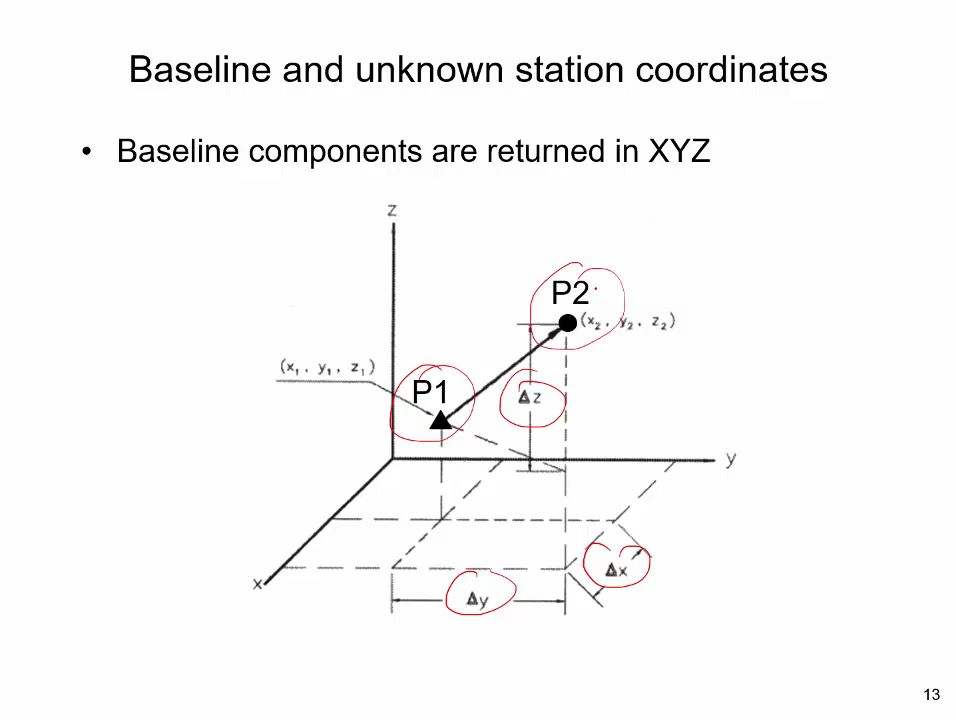 Baseline and unknown station coordinates
• Baseline components are returned in XYZ
z
P2
(x₂, y₂, z₂)
(x₁, y₁, z₁)
P1
Δz
y
Δx
x
Δy
13